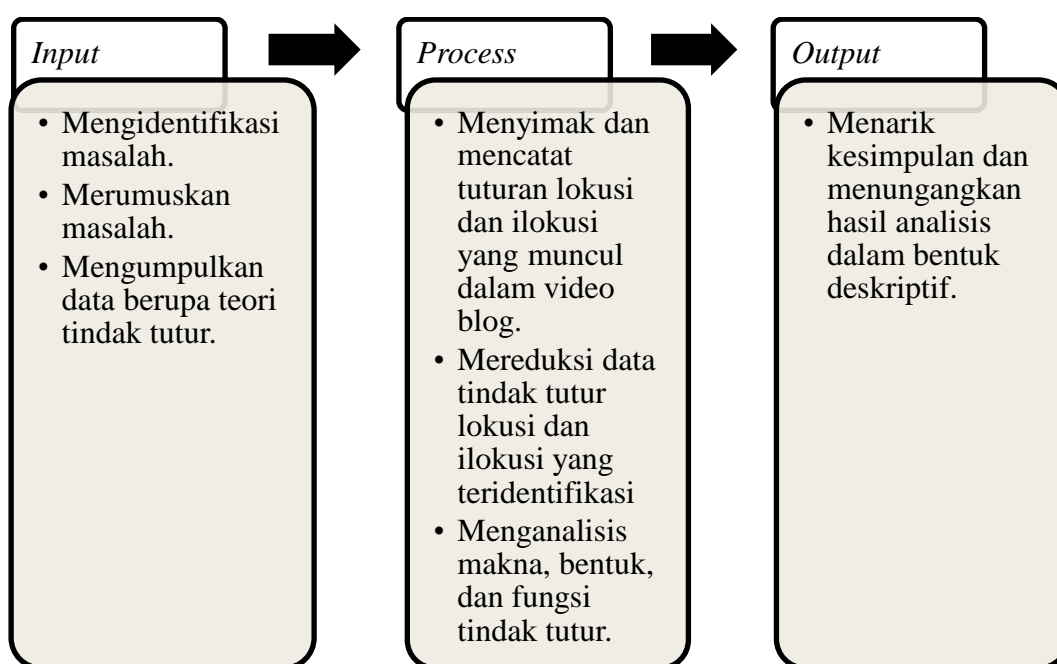 Input
• Mengidentifikasi
masalah.
• Merumuskan
masalah.
• Mengumpulkan
data berupa teori
tindak tutur.
Process
• Menyimak dan
mencatat
tuturan lokusi
dan ilokusi
yang muncul
dalam video
blog.
• Mereduksi data
tindak tutur
lokusi dan
ilokusi yang
teridentifikasi
• Menganalisis
makna, bentuk,
dan fungsi
tindak tutur.
Output
• Menarik
kesimpulan dan
menungangkan
hasil analisis
dalam bentuk
deskriptif.